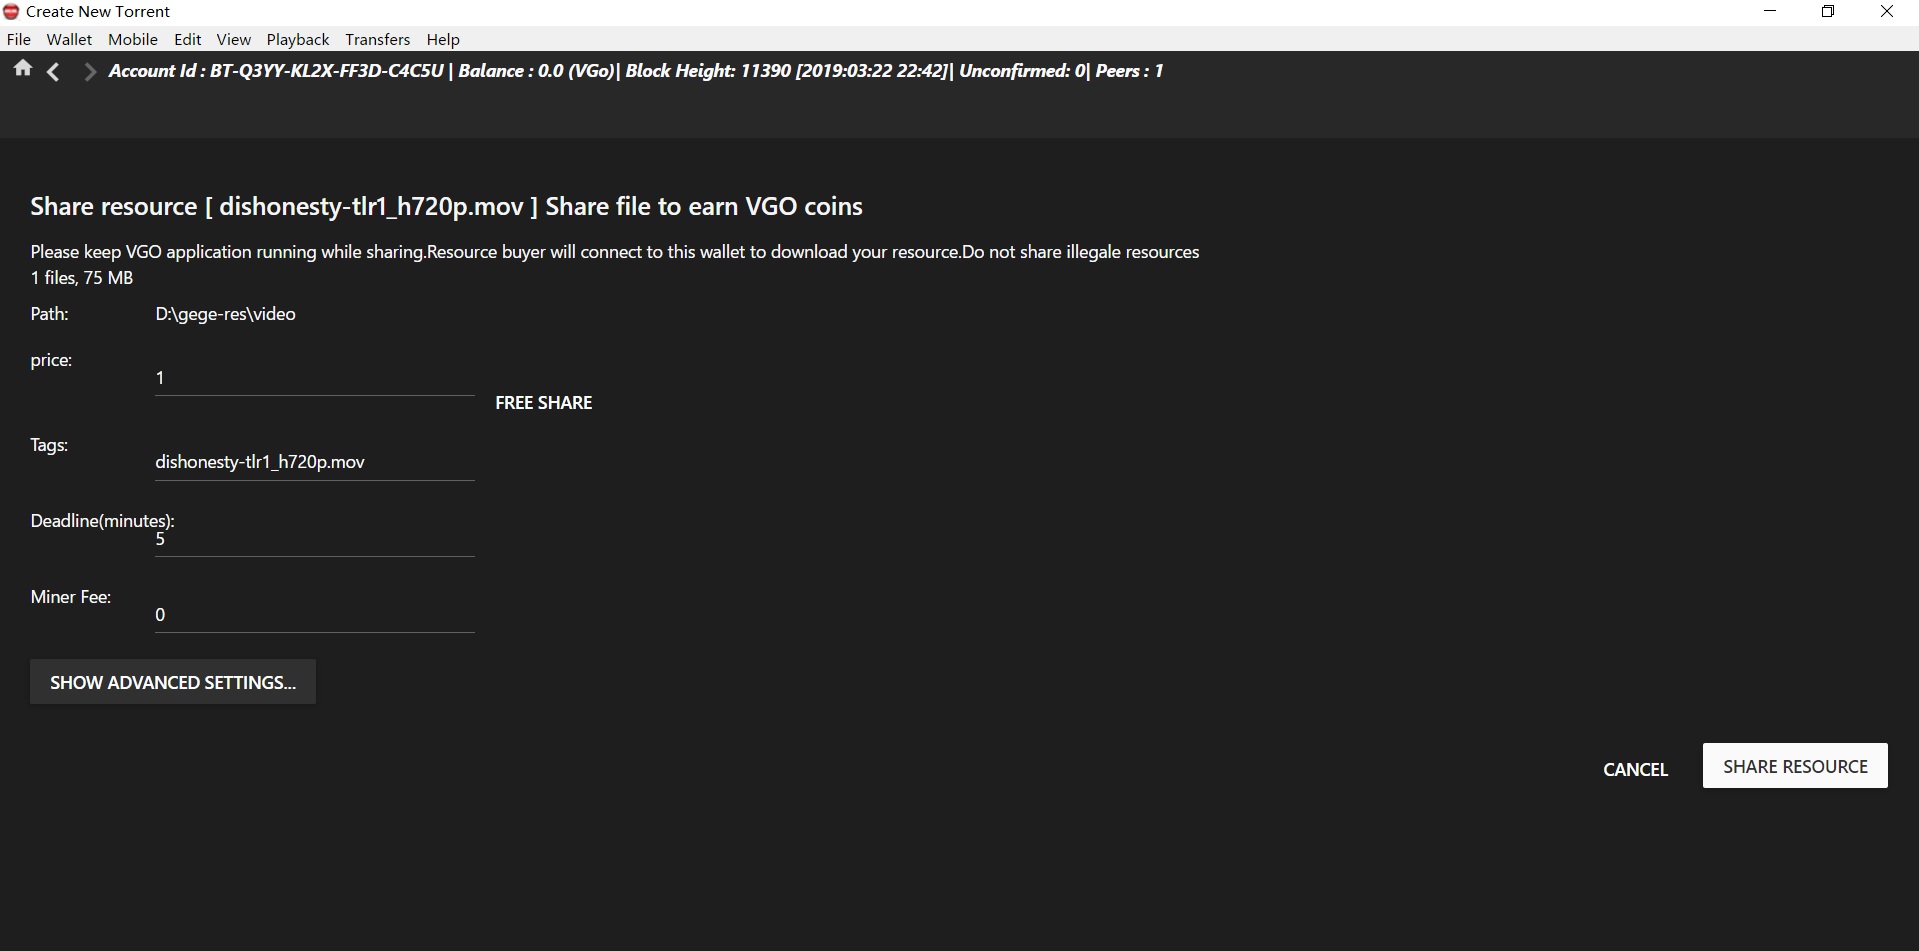 Create New Torrent
File Wallet Mobile Edit View Playback Transfers Help
Account Id : BT-Q3YY-KL2X-FF3D-C4C5U | Balance : 0.0 (VGo)| Block Height: 11390 [2019:03:22 22:42]| Unconfirmed: 0| Peers : 1
Share resource [ dishonesty-tlr1_h720p.mov ] Share file to earn VGO coins
Please keep VGO application running while sharing.Resource buyer will connect to this wallet to download your resource.Do not share illegale resources
1 files, 75 MB
Path: D:\gege-res\video
price:
1
FREE SHARE
Tags:
dishonesty-tlr1_h720p.mov
Deadline(minutes):
5
Miner Fee:
0
SHOW ADVANCED SETTINGS...
CANCEL SHARE RESOURCE